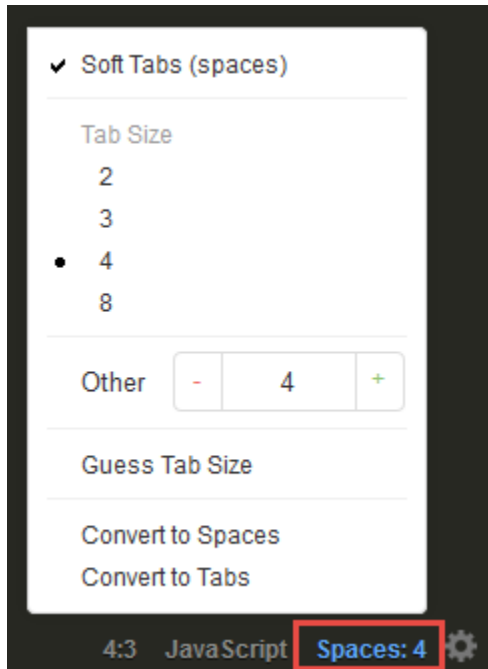 Soft Tabs (spaces)
Tab Size
2
3
4
8
Other - 4 +
Guess Tab Size
Convert to Spaces
Convert to Tabs
4:3 JavaScript Spaces: 4